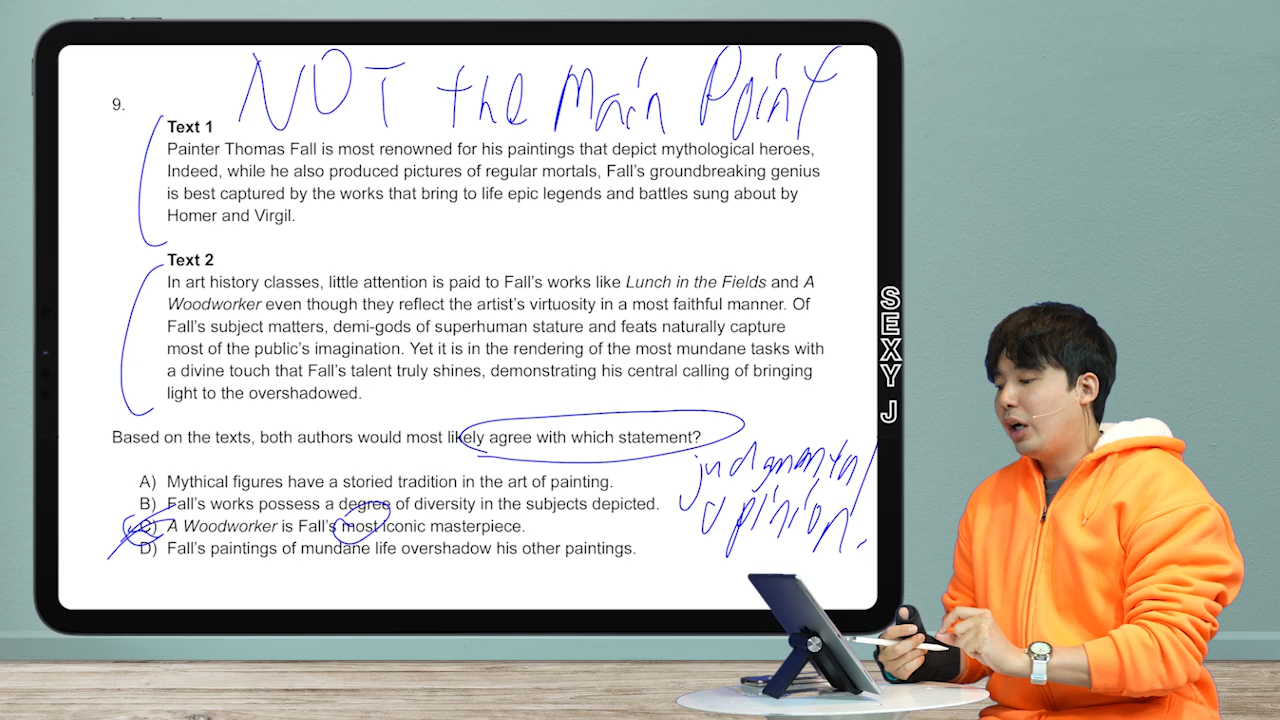 NOT the Main Point
9.
Text 1
Painter Thomas Fall is most renowned for his paintings that depict mythological heroes,
Indeed, while he also produced pictures of regular mortals, Fall's groundbreaking genius
is best captured by the works that bring to life epic legends and battles sung about by
Homer and Virgil.
Text 2
In art history classes, little attention is paid to Fall's works like Lunch in the Fields and A
Woodworker even though they reflect the artist's virtuosity in a most faithful manner. Of
Fall's subject matters, demi-gods of superhuman stature and feats naturally capture
most of the public's imagination. Yet it is in the rendering of the most mundane tasks with
a divine touch that Fall's talent truly shines, demonstrating his central calling of bringing
light to the overshadowed.
Based on the texts, both authors would most likely agree with which statement?
judgmental
opinion.
A) Mythical figures have a storied tradition in the art of painting.
B) Fall's works possess a degree of diversity in the subjects depicted.
C) A Woodworker is Fall's most iconic masterpiece.
D) Fall's paintings of mundane life overshadow his other paintings.
SEXY J